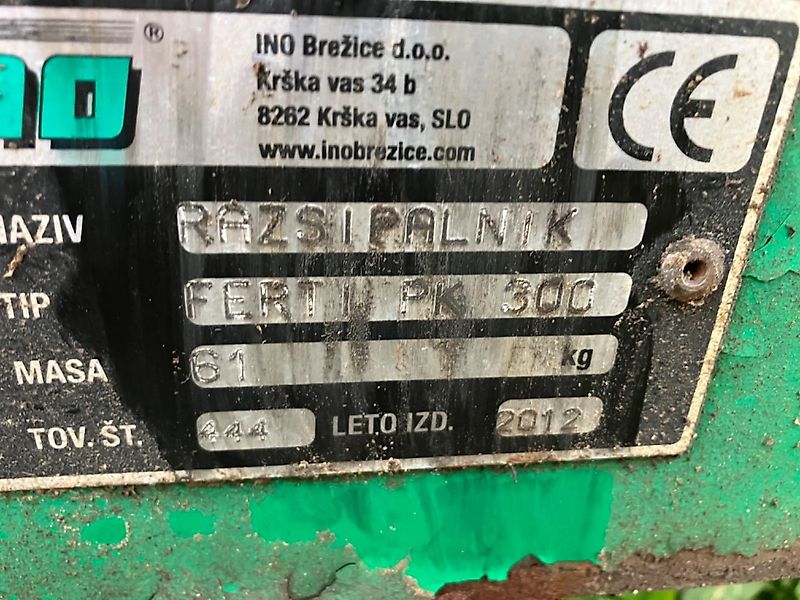 ®
INO Brežice d.o.o.
Krška vas 34 b
8262 Krška vas, SLO
www.inobrezice.com
CE
NAZIV RAZSIPALNIK
TIP FERTI PK 300
MASA 61 kg
TOV. ŠT. 444 LETO IZD. 2012